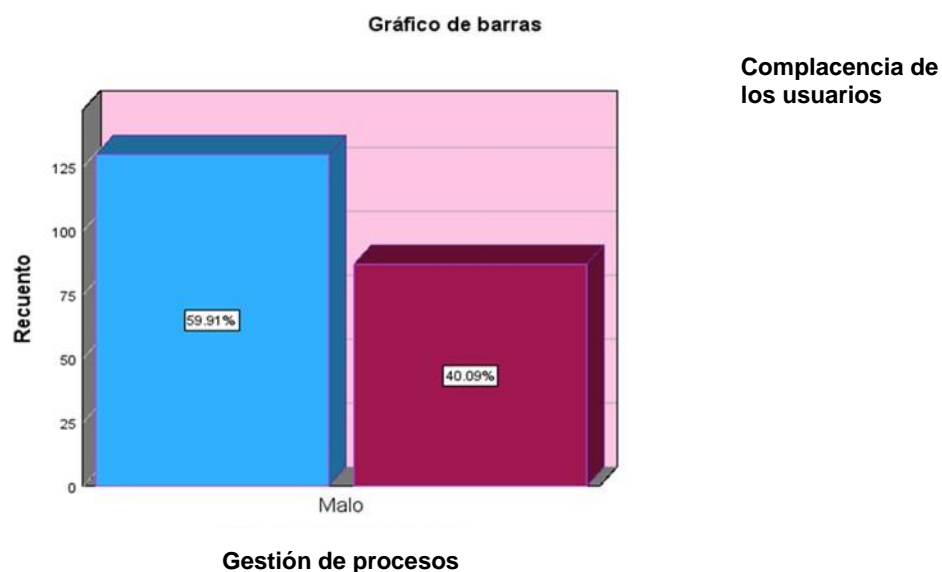 Gráfico de barras
Complacencia de
los usuarios
Recuento
125
100
75
50
25
0
59.91%
40.09%
Malo
Gestión de procesos